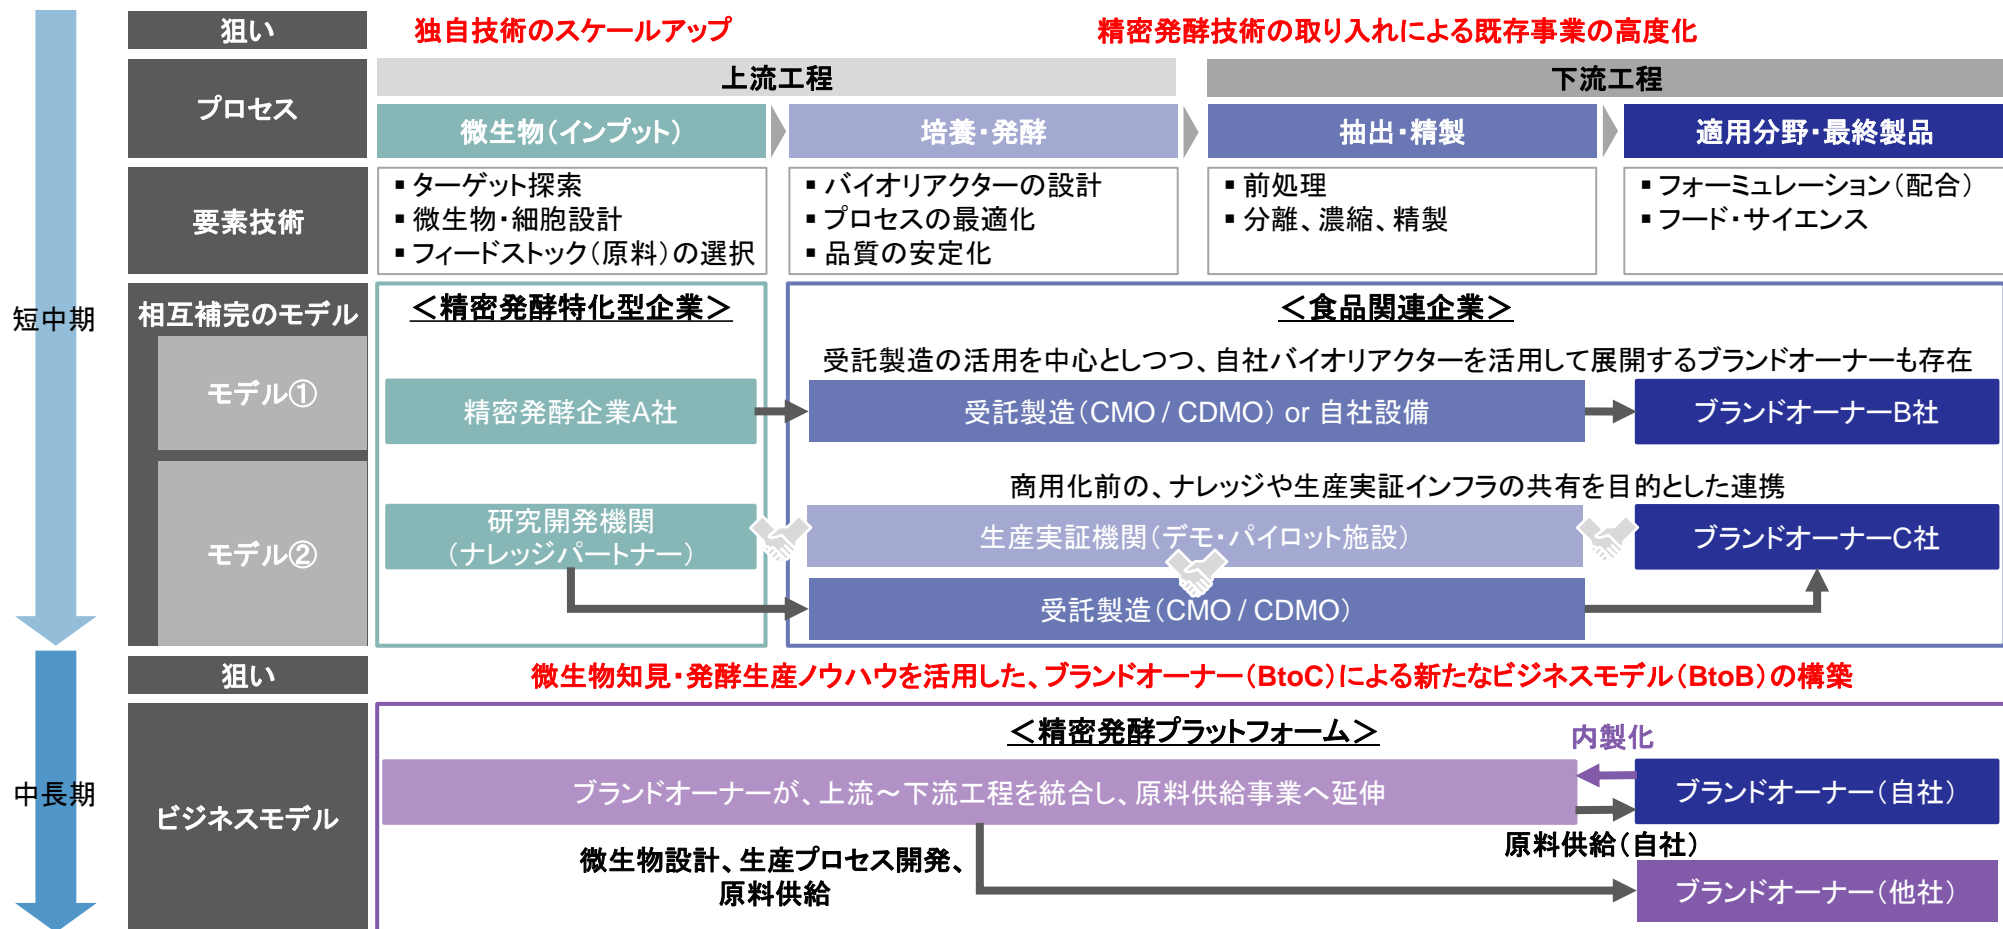 狙い
独自技術のスケールアップ
精密発酵技術の取り入れによる既存事業の高度化
プロセス
上流工程
下流工程
微生物(インプット)
培養・発酵
抽出・精製
適用分野・最終製品
要素技術
▪ターゲット探索
▪微生物・細胞設計
▪フィードストック(原料)の選択
▪バイオリアクターの設計
▪プロセスの最適化
▪品質の安定化
▪前処理
▪分離、濃縮、精製
▪フォーミュレーション(配合)
▪フード・サイエンス
短中期
相互補完のモデル
<精密発酵特化型企業>
<食品関連企業>
モデル①
受託製造の活用を中心としつつ、自社バイオリアクターを活用して展開するブランドオーナーも存在
精密発酵企業A社
受託製造(CMO / CDMO) or 自社設備
ブランドオーナーB社
モデル②
商用化前の、ナレッジや生産実証インフラの共有を目的とした連携
研究開発機関
(ナレッジパートナー)
生産実証機関(デモ・パイロット施設)
ブランドオーナーC社
受託製造(CMO / CDMO)
狙い
微生物知見・発酵生産ノウハウを活用した、ブランドオーナー(BtoC)による新たなビジネスモデル(BtoB)の構築
中長期
ビジネスモデル
<精密発酵プラットフォーム>
内製化
ブランドオーナーが、上流~下流工程を統合し、原料供給事業へ延伸
ブランドオーナー(自社)
原料供給(自社)
微生物設計、生産プロセス開発、
原料供給
ブランドオーナー(他社)